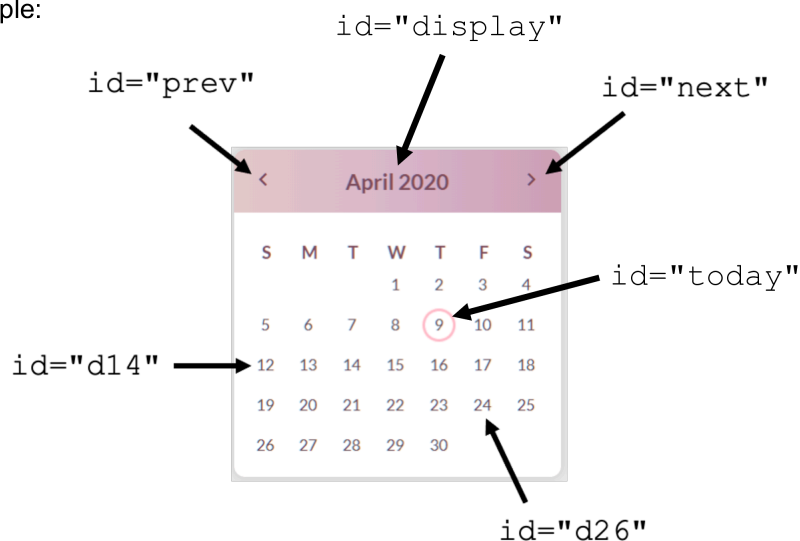 ple:
id="display"
id="prev"
id="next"
< April 2020 >
S M T W T F S
1 2 3 4
id="today"
5 6 7 8 9 10 11
id="d14"
12 13 14 15 16 17 18
19 20 21 22 23 24 25
26 27 28 29 30
id="d26"